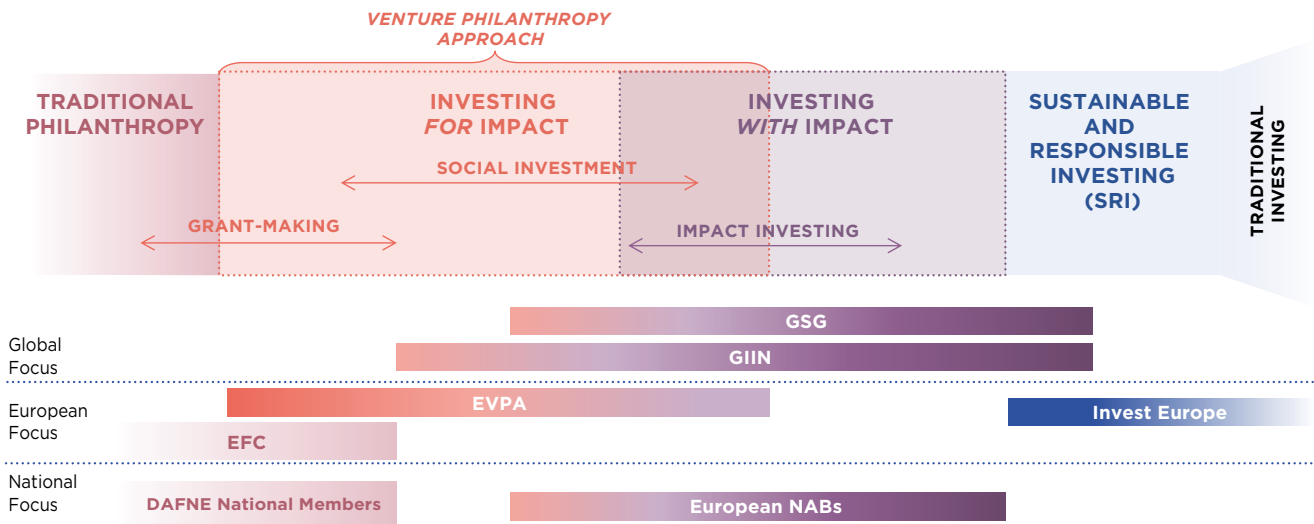 VENTURE PHILANTHROPY
APPROACH
TRADITIONAL
PHILANTHROPY
INVESTING
FOR IMPACT
INVESTING
WITH IMPACT
SUSTAINABLE
AND
RESPONSIBLE
INVESTING
(SRI)
TRADITIONAL
INVESTING
SOCIAL INVESTMENT
GRANT-MAKING
IMPACT INVESTING
Global
Focus
GSG
GIIN
European
Focus
EVPA
Invest Europe
EFC
National
Focus
DAFNE National Members
European NABs